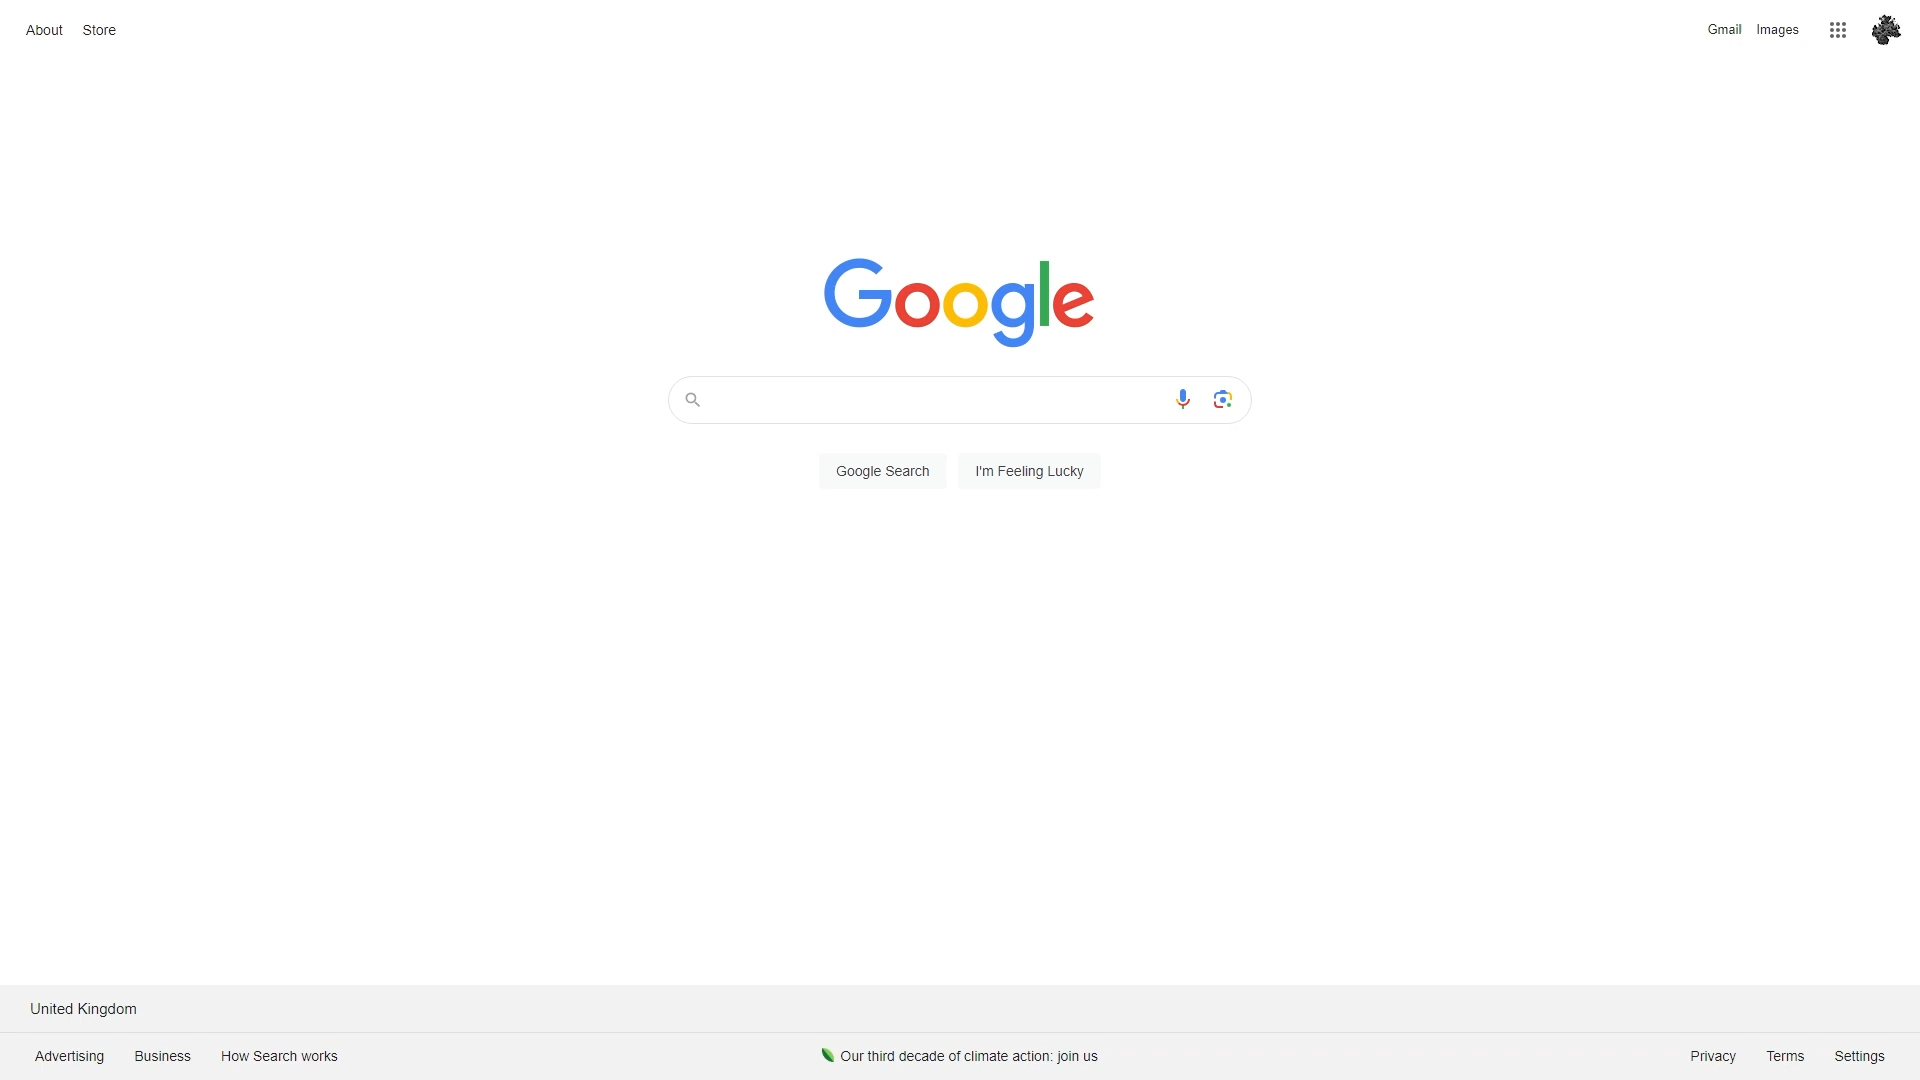 About Store
Gmail Images
Google
Google Search I'm Feeling Lucky
United Kingdom
Advertising Business How Search works
Our third decade of climate action: join us
Privacy Terms Settings